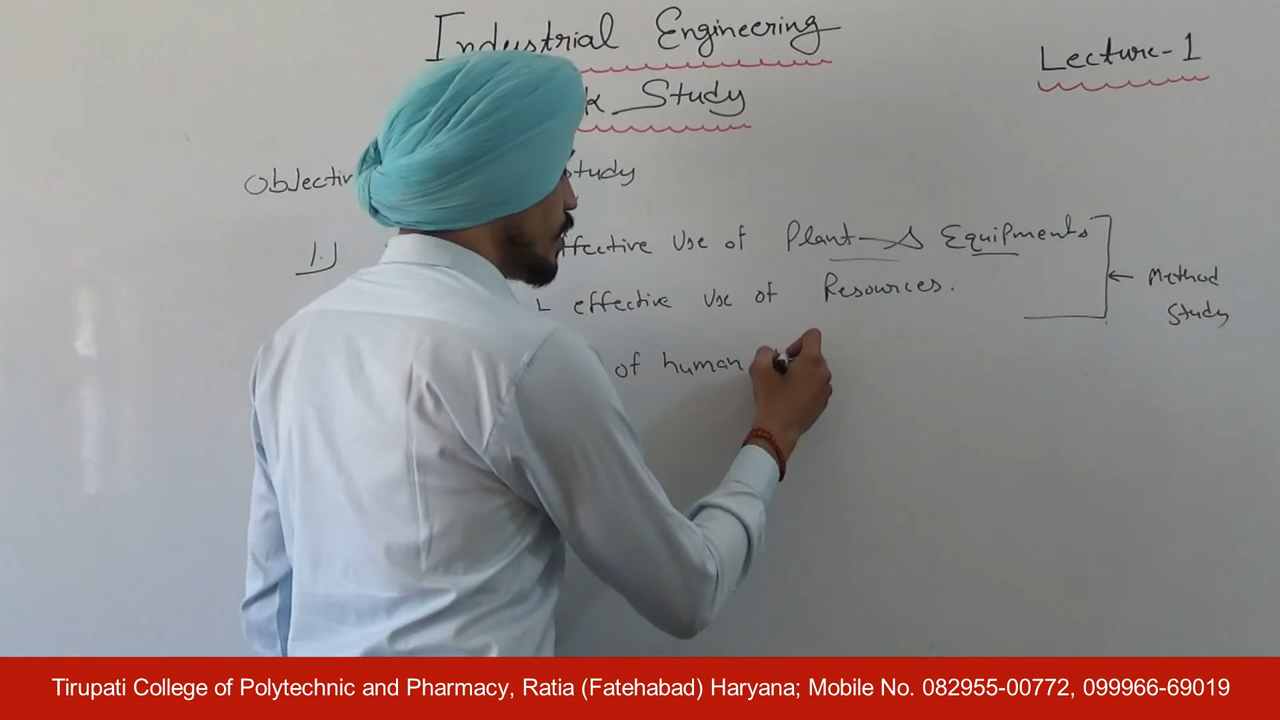 Industrial Engineering
Lecture-1
Study
Objectiv Study
1.)
ffective Use of Plant & Equipments
effective Use of Resources.
← Method
Study
of human
Tirupati College of Polytechnic and Pharmacy, Ratia (Fatehabad) Haryana; Mobile No. 082955-00772, 099966-69019